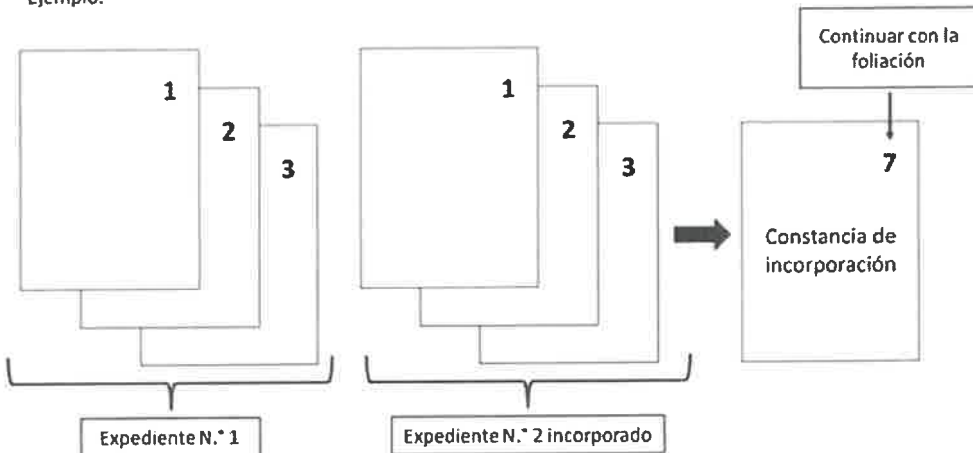 Ejemplo:
Continuar con la
foliación
1
2
3
1
2
3
7
Constancia de
incorporación
Expediente N.° 1
Expediente N.° 2 incorporado